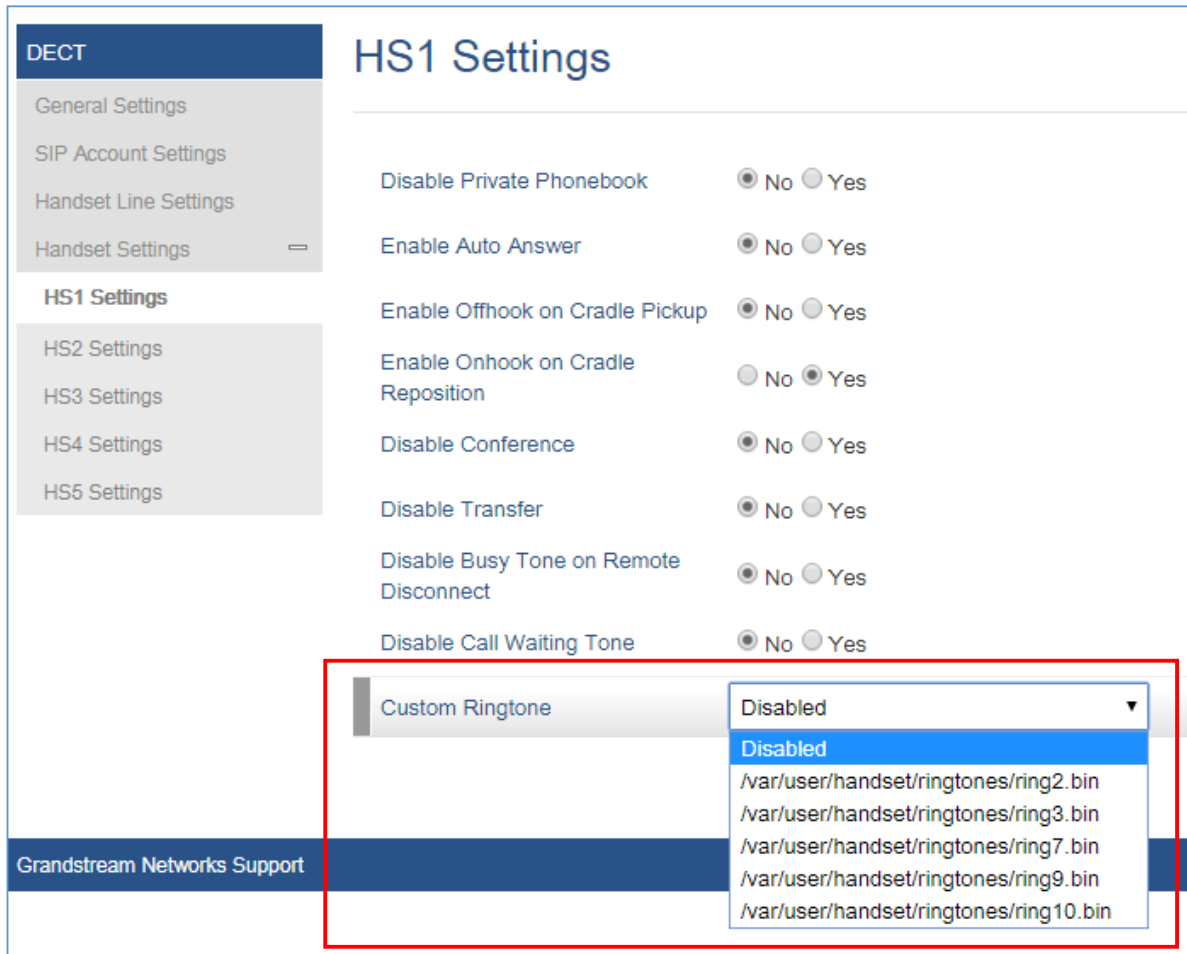 DECT
General Settings
SIP Account Settings
Handset Line Settings
Handset Settings
HS1 Settings
HS2 Settings
HS3 Settings
HS4 Settings
HS5 Settings
HS1 Settings
Disable Private Phonebook No Yes
Enable Auto Answer No Yes
Enable Offhook on Cradle Pickup No Yes
Enable Onhook on Cradle
Reposition No Yes
Disable Conference No Yes
Disable Transfer No Yes
Disable Busy Tone on Remote
Disconnect No Yes
Disable Call Waiting Tone No Yes
Custom Ringtone Disabled
Disabled
/var/user/handset/ringtones/ring2.bin
/var/user/handset/ringtones/ring3.bin
/var/user/handset/ringtones/ring7.bin
/var/user/handset/ringtones/ring9.bin
/var/user/handset/ringtones/ring10.bin
Grandstream Networks Support